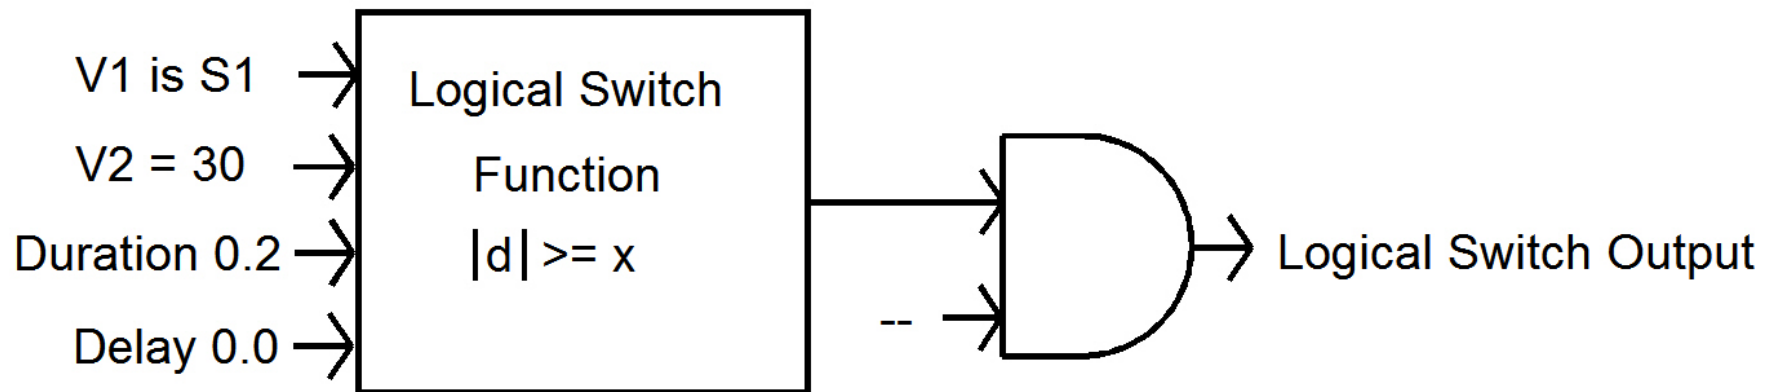 V1 is S1
V2 = 30
Duration 0.2
Delay 0.0
Logical Switch
Function
|d| >= x
--
Logical Switch Output